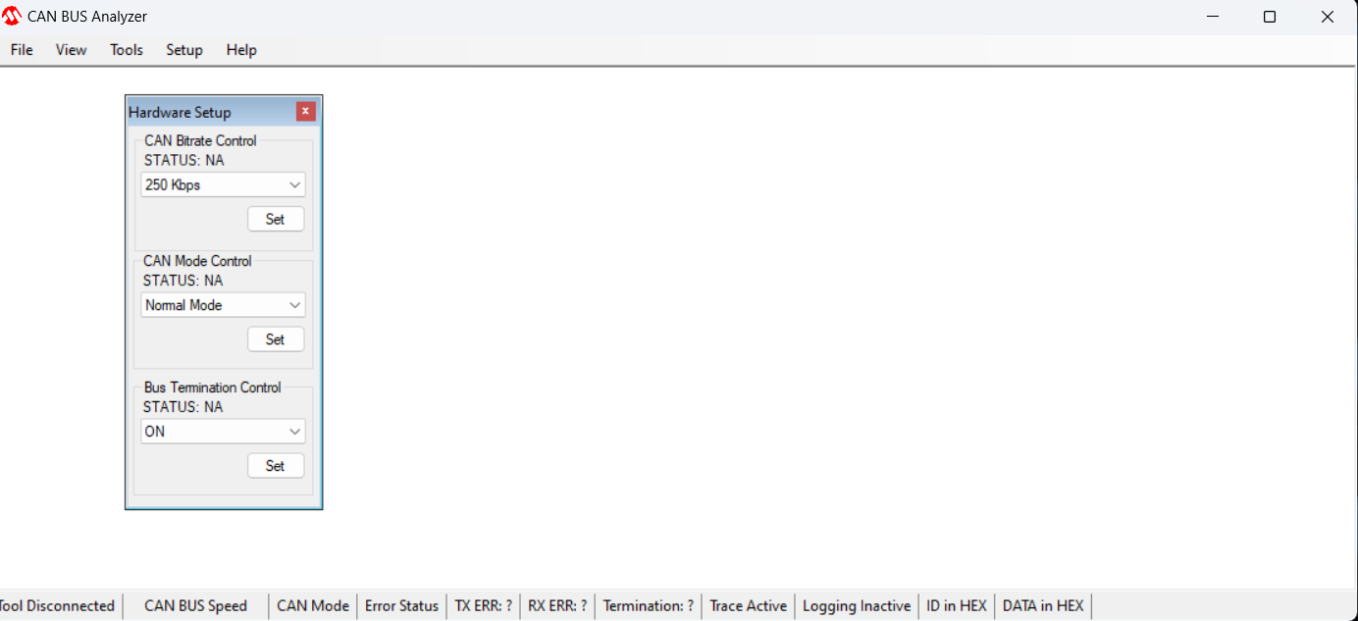 CAN BUS Analyzer
File View Tools Setup Help
Hardware Setup x
CAN Bitrate Control
STATUS: NA
250 Kbps
Set
CAN Mode Control
STATUS: NA
Normal Mode
Set
Bus Termination Control
STATUS: NA
ON
Set
Tool Disconnected CAN BUS Speed CAN Mode Error Status TX ERR: ? RX ERR: ? Termination: ? Trace Active Logging Inactive ID in HEX DATA in HEX